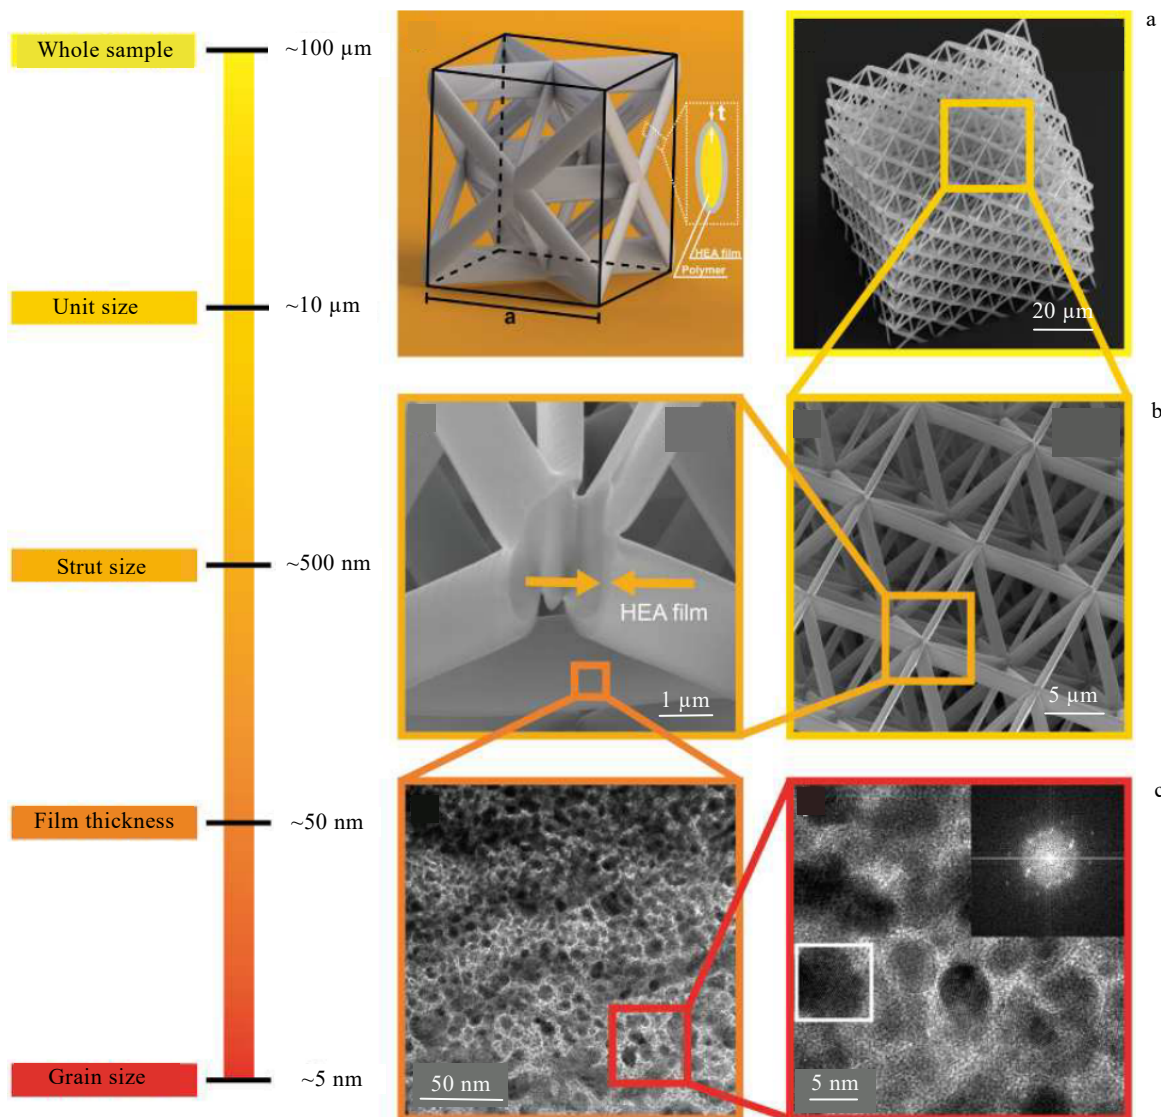 Whole sample
~100 µm
Unit size
~10 µm
Strut size
~500 nm
Film thickness
~50 nm
Grain size
~5 nm
t
HEA film
Polymer
a
a
20 µm
HEA film
1 µm
b
5 µm
50 nm
c
5 nm